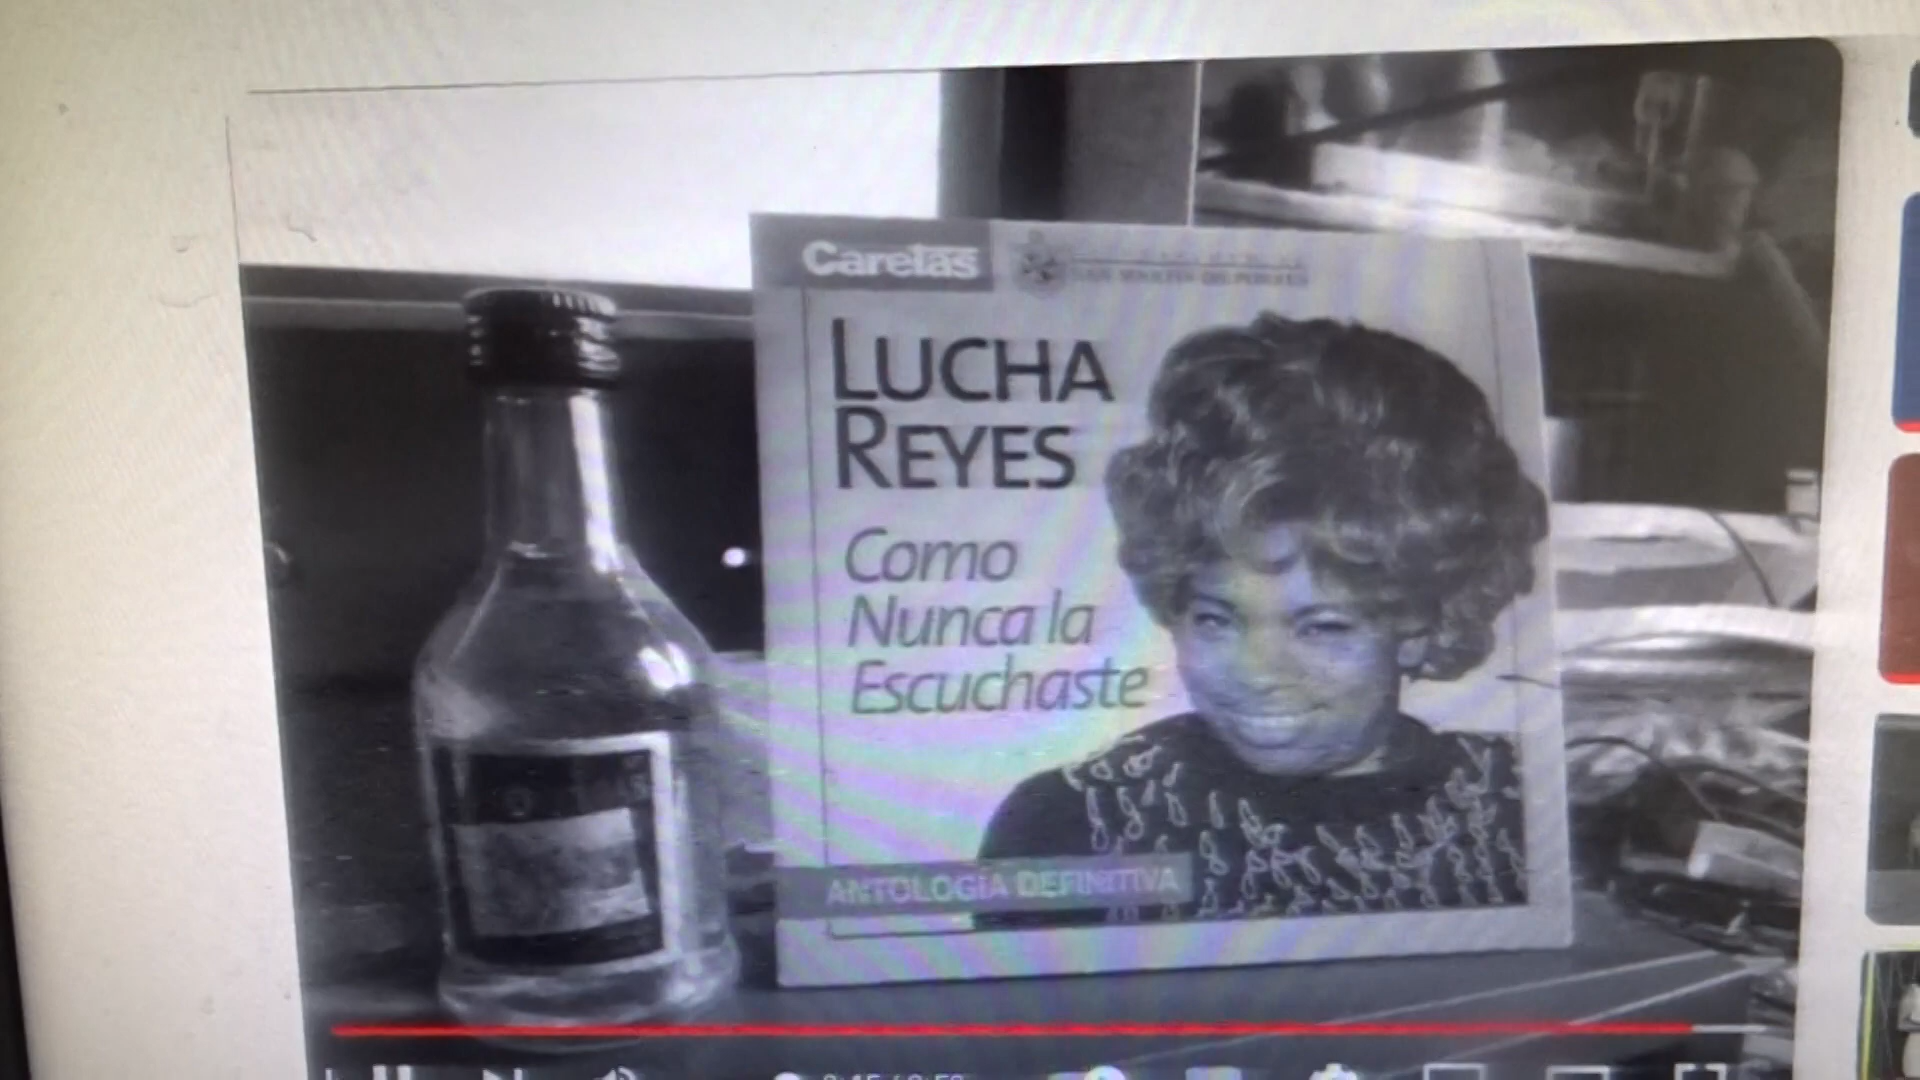 Caretas
LUCHA
REYES
Como
Nunca la
Escuchaste
ANTOLOGÍA DEFINITIVA